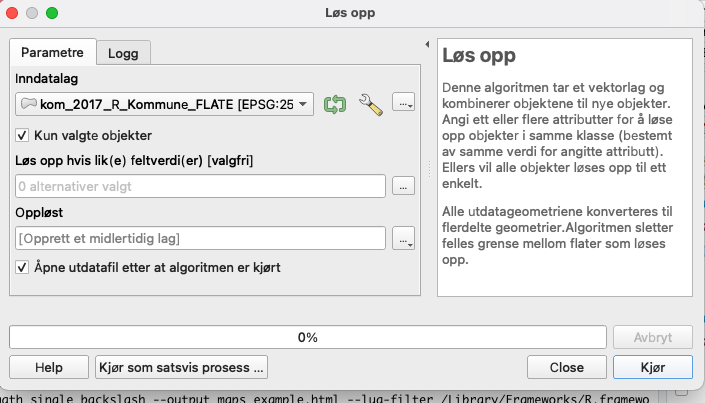 Løs opp
Parametre
Logg
Inndatalag
kom_2017_R_Kommune_FLATE [EPSG:25
...
Kun valgte objekter
Løs opp hvis lik(e) feltverdi(er) [valgfri]
0 alternativer valgt
...
Oppløst
[Opprett et midlertidig lag]
...
Åpne utdatafil etter at algoritmen er kjørt
Løs opp
Denne algoritmen tar et vektorlag og
kombinerer objektene til nye objekter.
Angi ett eller flere attributter for å løse
opp objekter i samme klasse (bestemt
av samme verdi for angitte attributt).
Ellers vil alle objekter løses opp til ett
enkelt.
Alle utdatageometriene konverteres til
flerdelte geometrier.Algoritmen sletter
felles grense mellom flater som løses
opp.
0%
Avbryt
Help
Kjør som satsvis prosess ...
Close
Kjør
path single backslash --output maps example.html --lua-filter /Library/Frameworks/R.framewo